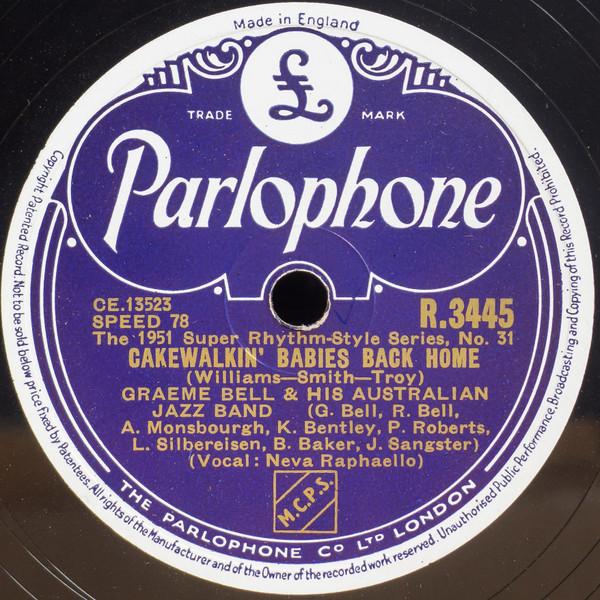 Made in England
£
TRADE MARK
Parlophone
CE.13523
SPEED 78
R.3445
The 1951 Super Rhythm-Style Series, No. 31
CAKEWALKIN' BABIES BACK HOME
(Williams—Smith—Troy)
GRAEME BELL & HIS AUSTRALIAN
JAZZ BAND (G. Bell, R. Bell,
A. Monsbourgh, K. Bentley, P. Roberts,
L. Silbereisen, B. Baker, J. Sangster)
(Vocal: Neva Raphaello)
M.C.P.S.
THE PARLOPHONE CO LTD LONDON
Copyright Patented Record. Not to be sold below price fixed by Patentees. All rights of the Manufacturer and of the Owner of the recorded work reserved. Unauthorised Public Performance, Broadcasting and Copying of this Record Prohibited.